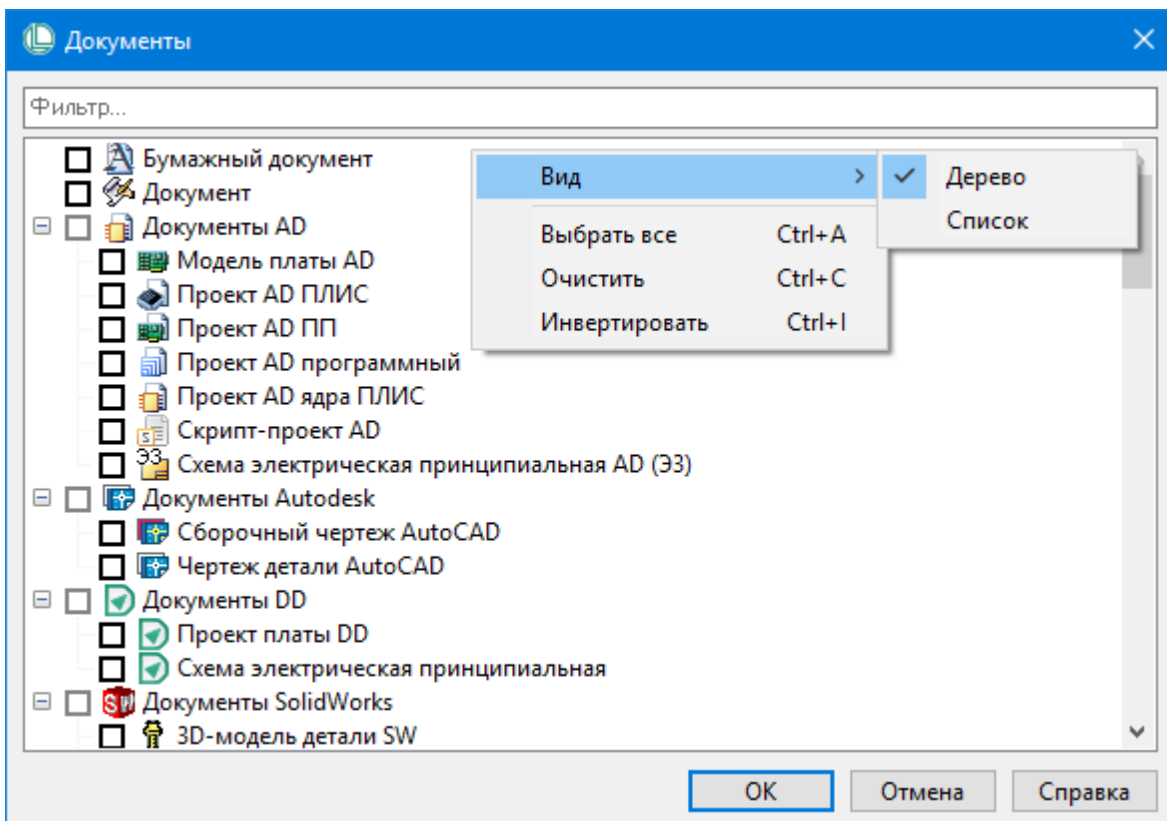 Документы
Фильтр...
Бумажный документ
Документ
Документы AD
Модель платы AD
Проект AD ПЛИС
Проект AD ПП
Проект AD программный
Проект AD ядра ПЛИС
Скрипт-проект AD
ЭЗ Схема электрическая принципиальная AD (ЭЗ)
Документы Autodesk
Сборочный чертеж AutoCAD
Чертеж детали AutoCAD
Документы DD
Проект платы DD
Схема электрическая принципиальная
SW Документы SolidWorks
3D-модель детали SW
Вид
Выбрать все Ctrl+A
Очистить Ctrl+C
Инвертировать Ctrl+I
Дерево
Список
OK Отмена Справка